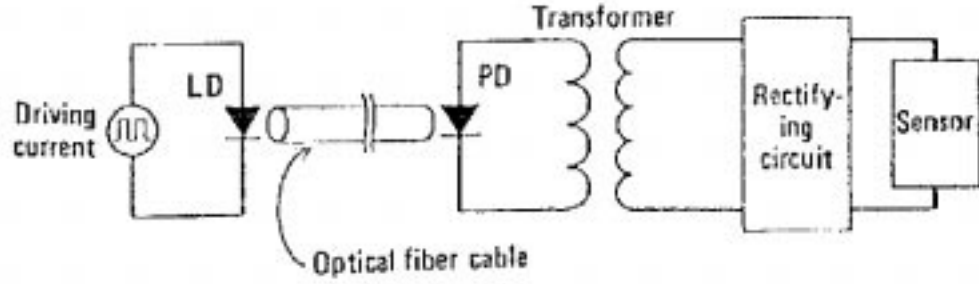 Transformer
LD
PD
Driving
current
Rectify-
ing
circuit
Sensor
Optical fiber cable